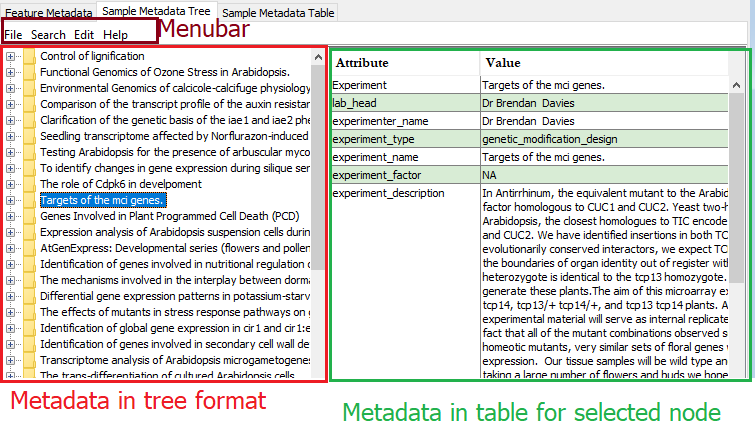 Feature Metadata Sample Metadata Tree Sample Metadata Table
File Search Edit Help Menubar
Control of lignification
Functional Genomics of Ozone Stress in Arabidopsis.
Environmental Genomics of calcicole-calcifuge physiology
Comparison of the transcript profile of the auxin resistar
Clarification of the genetic basis of the iae1 and iae2 phe
Seedling transcriptome affected by Norflurazon-induced
Testing Arabidopsis for the presence of arbuscular myco
To identify changes in gene expression during silique ser
The role of Cdpk6 in develpoment
Targets of the mci genes.
Genes Involved in Plant Programmed Cell Death (PCD)
Expression analysis of Arabidopsis suspension cells durin
AtGenExpress: Developmental series (flowers and pollen
Identification of genes involved in nutritional regulation o
The mechanisms involved in the interplay between dorma
Differential gene expression patterns in potassium-starv
The effects of mutants in stress response pathways on g
Identification of global gene expression in cir1 and cir1:e
Identification of genes involved in secondary cell wall de
Transcriptome analysis of Arabidopsis microgametogenes
The trans-differentiation of cultured Arabidopsis cells
Attribute Value
Experiment Targets of the mci genes.
lab_head Dr Brendan Davies
experimenter_name Dr Brendan Davies
experiment_type genetic_modification_design
experiment_name Targets of the mci genes.
experiment_factor NA
experiment_description In Antirrhinum, the equivalent mutant to the Arabid
factor homologous to CUC1 and CUC2. Yeast two-h
Arabidopsis, the closest homologues to TIC encode
and CUC2. We have identified insertions in both TC
evolutionarily conserved interactors, we expect TC
the boundaries of organ identity out of register with
heterozygote is identical to the tcp13 homozygote.
generate these plants.The aim of this microarray ex
tcp14, tcp13/+ tcp14/+, and tcp13 tcp14 plants. A
experimental material will serve as internal replicate
fact that all of the mutant combinations observed s
homeotic mutants, very similar sets of floral genes v
expression. Our tissue samples will be wild type an
taking a large number of flowers and buds we hope
Metadata in tree format
Metadata in table for selected node